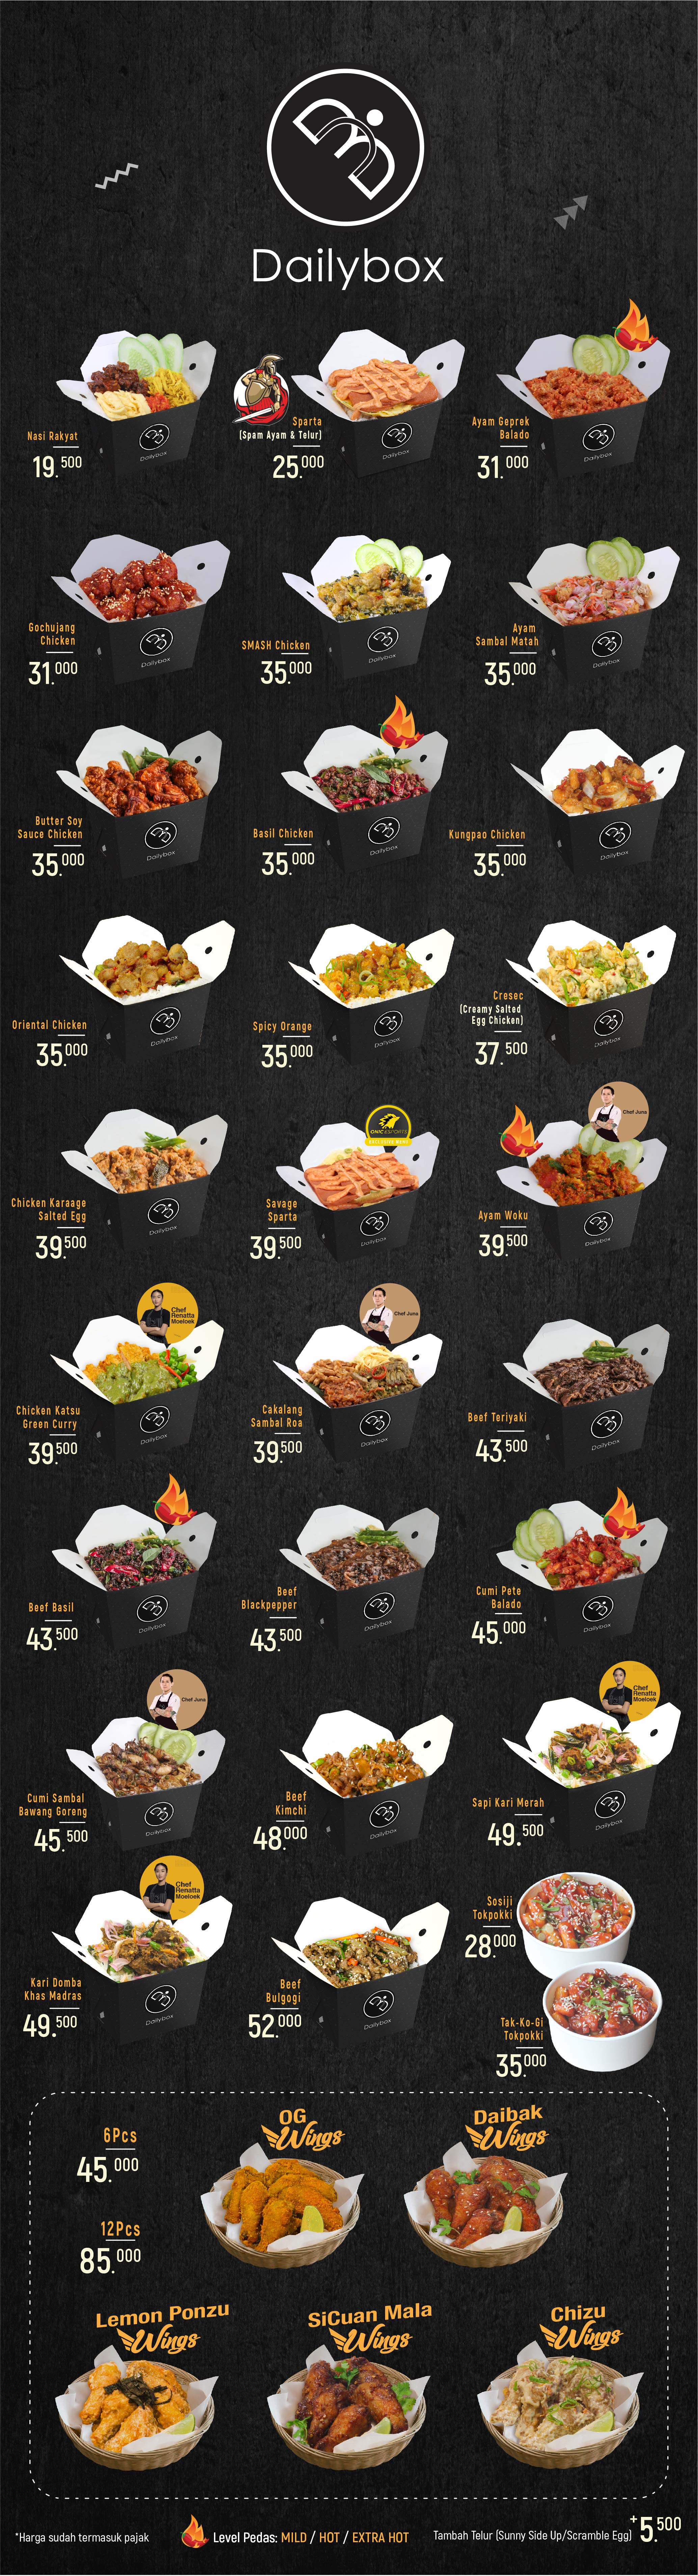 Dailybox
Nasi Rakyat
19.500
Sparta
(Spam Ayam & Telur)
25.000
Ayam Geprek
Balado
31.000
Gochujang
Chicken
31.000
SMASH Chicken
35.000
Ayam
Sambal Matah
35.000
Butter Soy
Sauce Chicken
35.000
Basil Chicken
35.000
Kungpao Chicken
35.000
Oriental Chicken
35.000
Spicy Orange
35.000
Cresec
(Creamy Salted
Egg Chicken)
37.500
Chicken Karaage
Salted Egg
39.500
ONIC ESPORTS
EXCLUSIVE MENU
Savage
Sparta
39.500
Chef Juna
Ayam Woku
39.500
Chef
Renatta
Moeloek
Chicken Katsu
Green Curry
39.500
Chef Juna
Cakalang
Sambal Roa
39.500
Beef Teriyaki
43.500
Beef Basil
43.500
Beef
Blackpepper
43.500
Cumi Pete
Balado
45.000
Chef Juna
Cumi Sambal
Bawang Goreng
45.500
Beef
Kimchi
48.000
Chef
Renatta
Moeloek
Sapi Kari Merah
49.500
Chef
Renatta
Moeloek
Kari Domba
Khas Madras
49.500
Beef
Bulgogi
52.000
Sosiji
Tokpokki
28.000
Tak-Ko-Gi
Tokpokki
35.000
6Pcs
45.000
12Pcs
85.000
OG
Wings
Daibak
Wings
Lemon Ponzu
Wings
SiCuan Mala
Wings
Chizu
Wings
*Harga sudah termasuk pajak
Level Pedas: MILD / HOT / EXTRA HOT
Tambah Telur (Sunny Side Up/Scramble Egg) +5.500